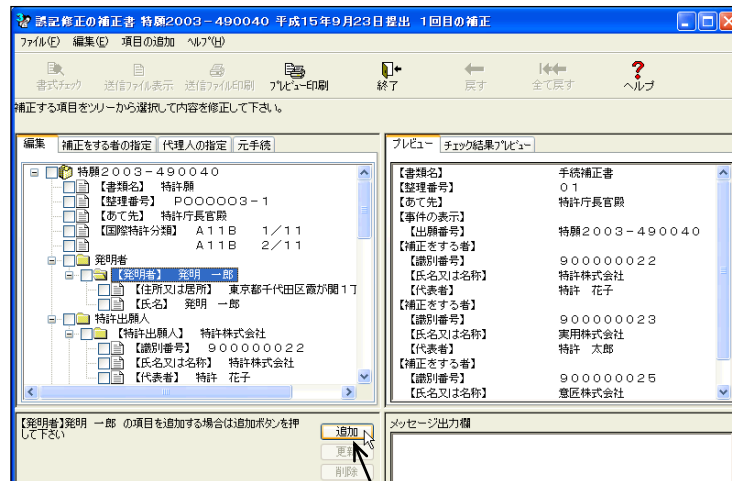 誤記修正の補正書 特願2003-490040 平成15年9月23日提出 1回目の補正
ファイル(F) 編集(E) 項目の追加 ヘルプ(H)
書式チェック 送信ファイル表示 送信ファイル印刷 プレビュー印刷 終了 戻す 全て戻す ヘルプ
補正する項目をツリーから選択して内容を修正して下さい。
編集 補正をする者の指定 代理人の指定 元手続
特願2003-490040
【書類名】 特許願
【整理番号】 P000003-1
【あて先】 特許庁長官殿
【国際特許分類】 A11B 1/11
A11B 2/11
発明者
【発明者】 発明 一郎
【住所又は居所】 東京都千代田区霞が関1丁
【氏名】 発明 一郎
特許出願人
【特許出願人】 特許株式会社
【識別番号】 900000022
【氏名又は名称】 特許株式会社
【代表者】 特許 花子
【発明者】発明 一郎 の項目を追加する場合は追加ボタンを押
して下さい
追加
更新
削除
プレビュー チェック結果プレビュー
【書類名】 手続補正書
【整理番号】 01
【あて先】 特許庁長官殿
【事件の表示】
【出願番号】 特願2003-490040
【補正をする者】
【識別番号】 900000022
【氏名又は名称】 特許株式会社
【代表者】 特許 花子
【補正をする者】
【識別番号】 900000023
【氏名又は名称】 実用株式会社
【代表者】 特許 太郎
【補正をする者】
【識別番号】 900000025
【氏名又は名称】 意匠株式会社
メッセージ出力欄